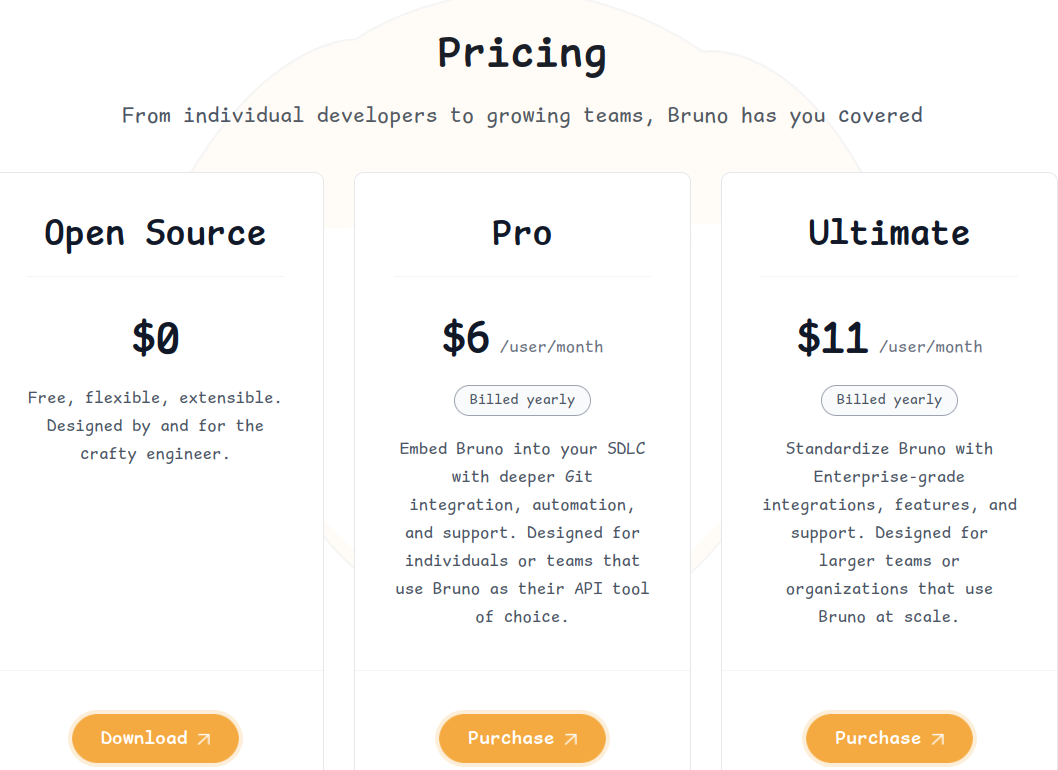 Pricing
From individual developers to growing teams, Bruno has you covered
Open Source
$0
Free, flexible, extensible.
Designed by and for the
crafty engineer.
Download
Pro
$6 /user/month
Billed yearly
Embed Bruno into your SDLC
with deeper Git
integration, automation,
and support. Designed for
individuals or teams that
use Bruno as their API tool
of choice.
Purchase
Ultimate
$11 /user/month
Billed yearly
Standardize Bruno with
Enterprise-grade
integrations, features, and
support. Designed for
larger teams or
organizations that use
Bruno at scale.
Purchase